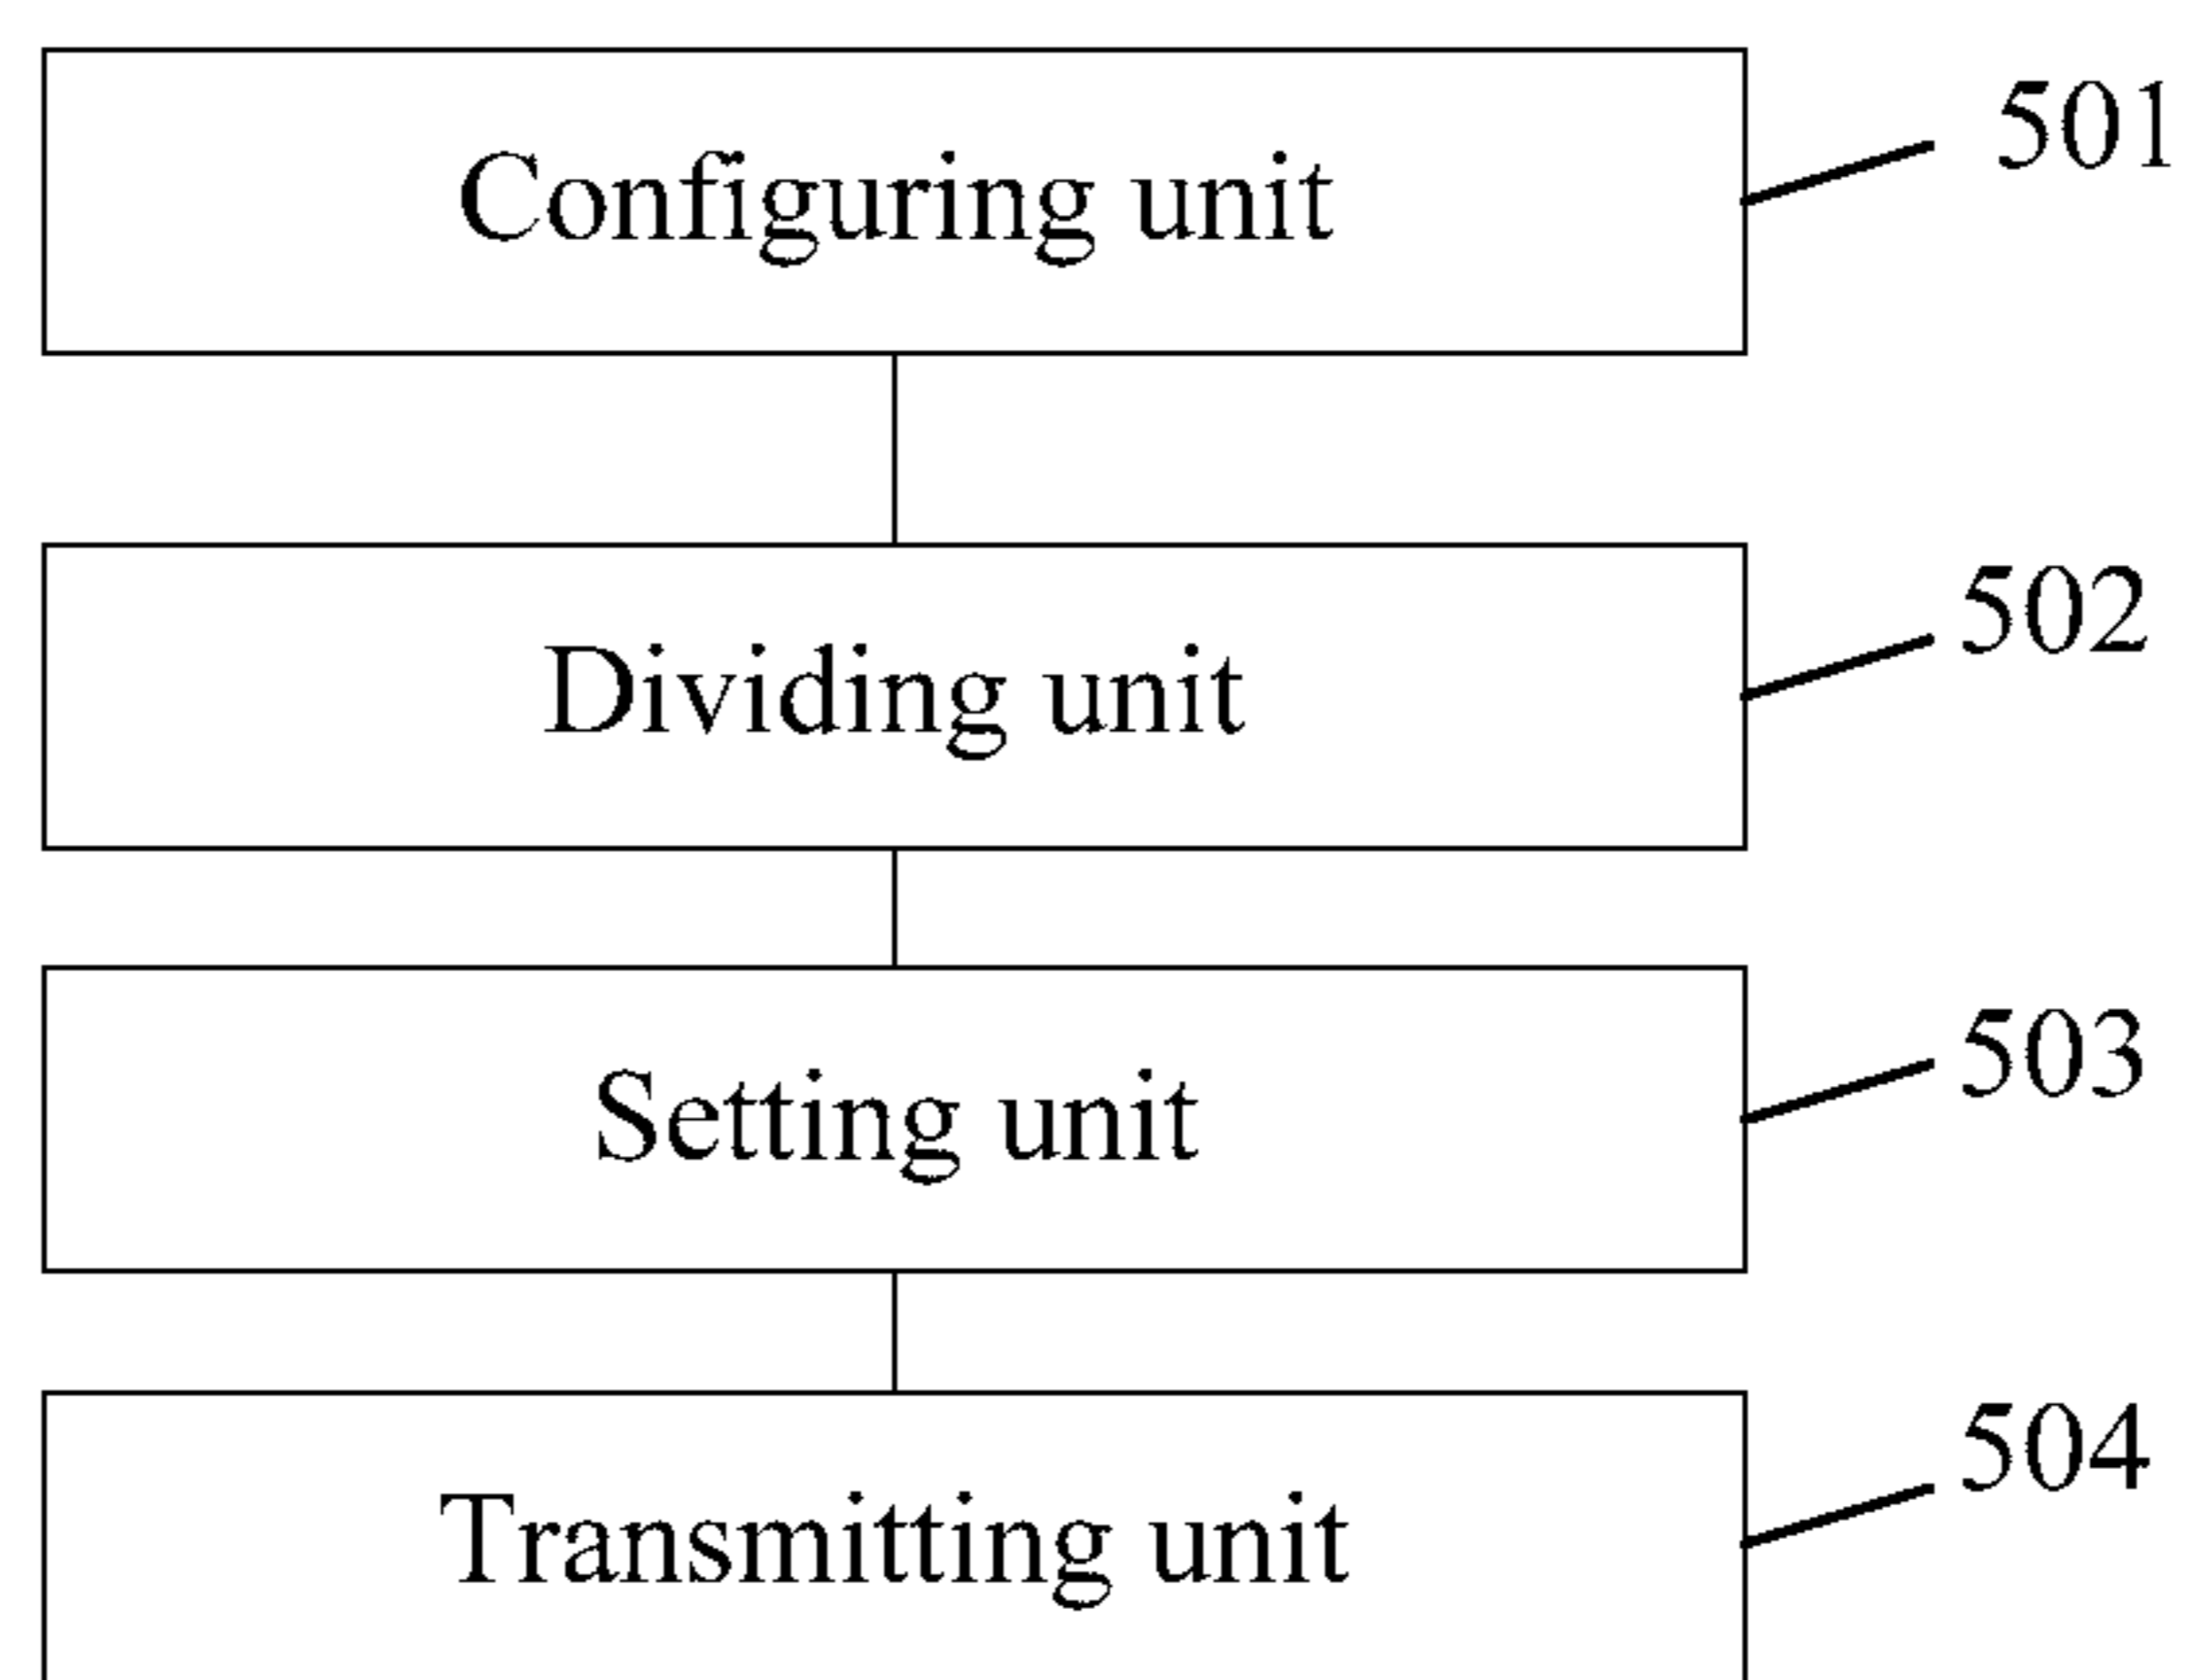 Configuring unit
501
Dividing unit
502
Setting unit
503
Transmitting unit
504